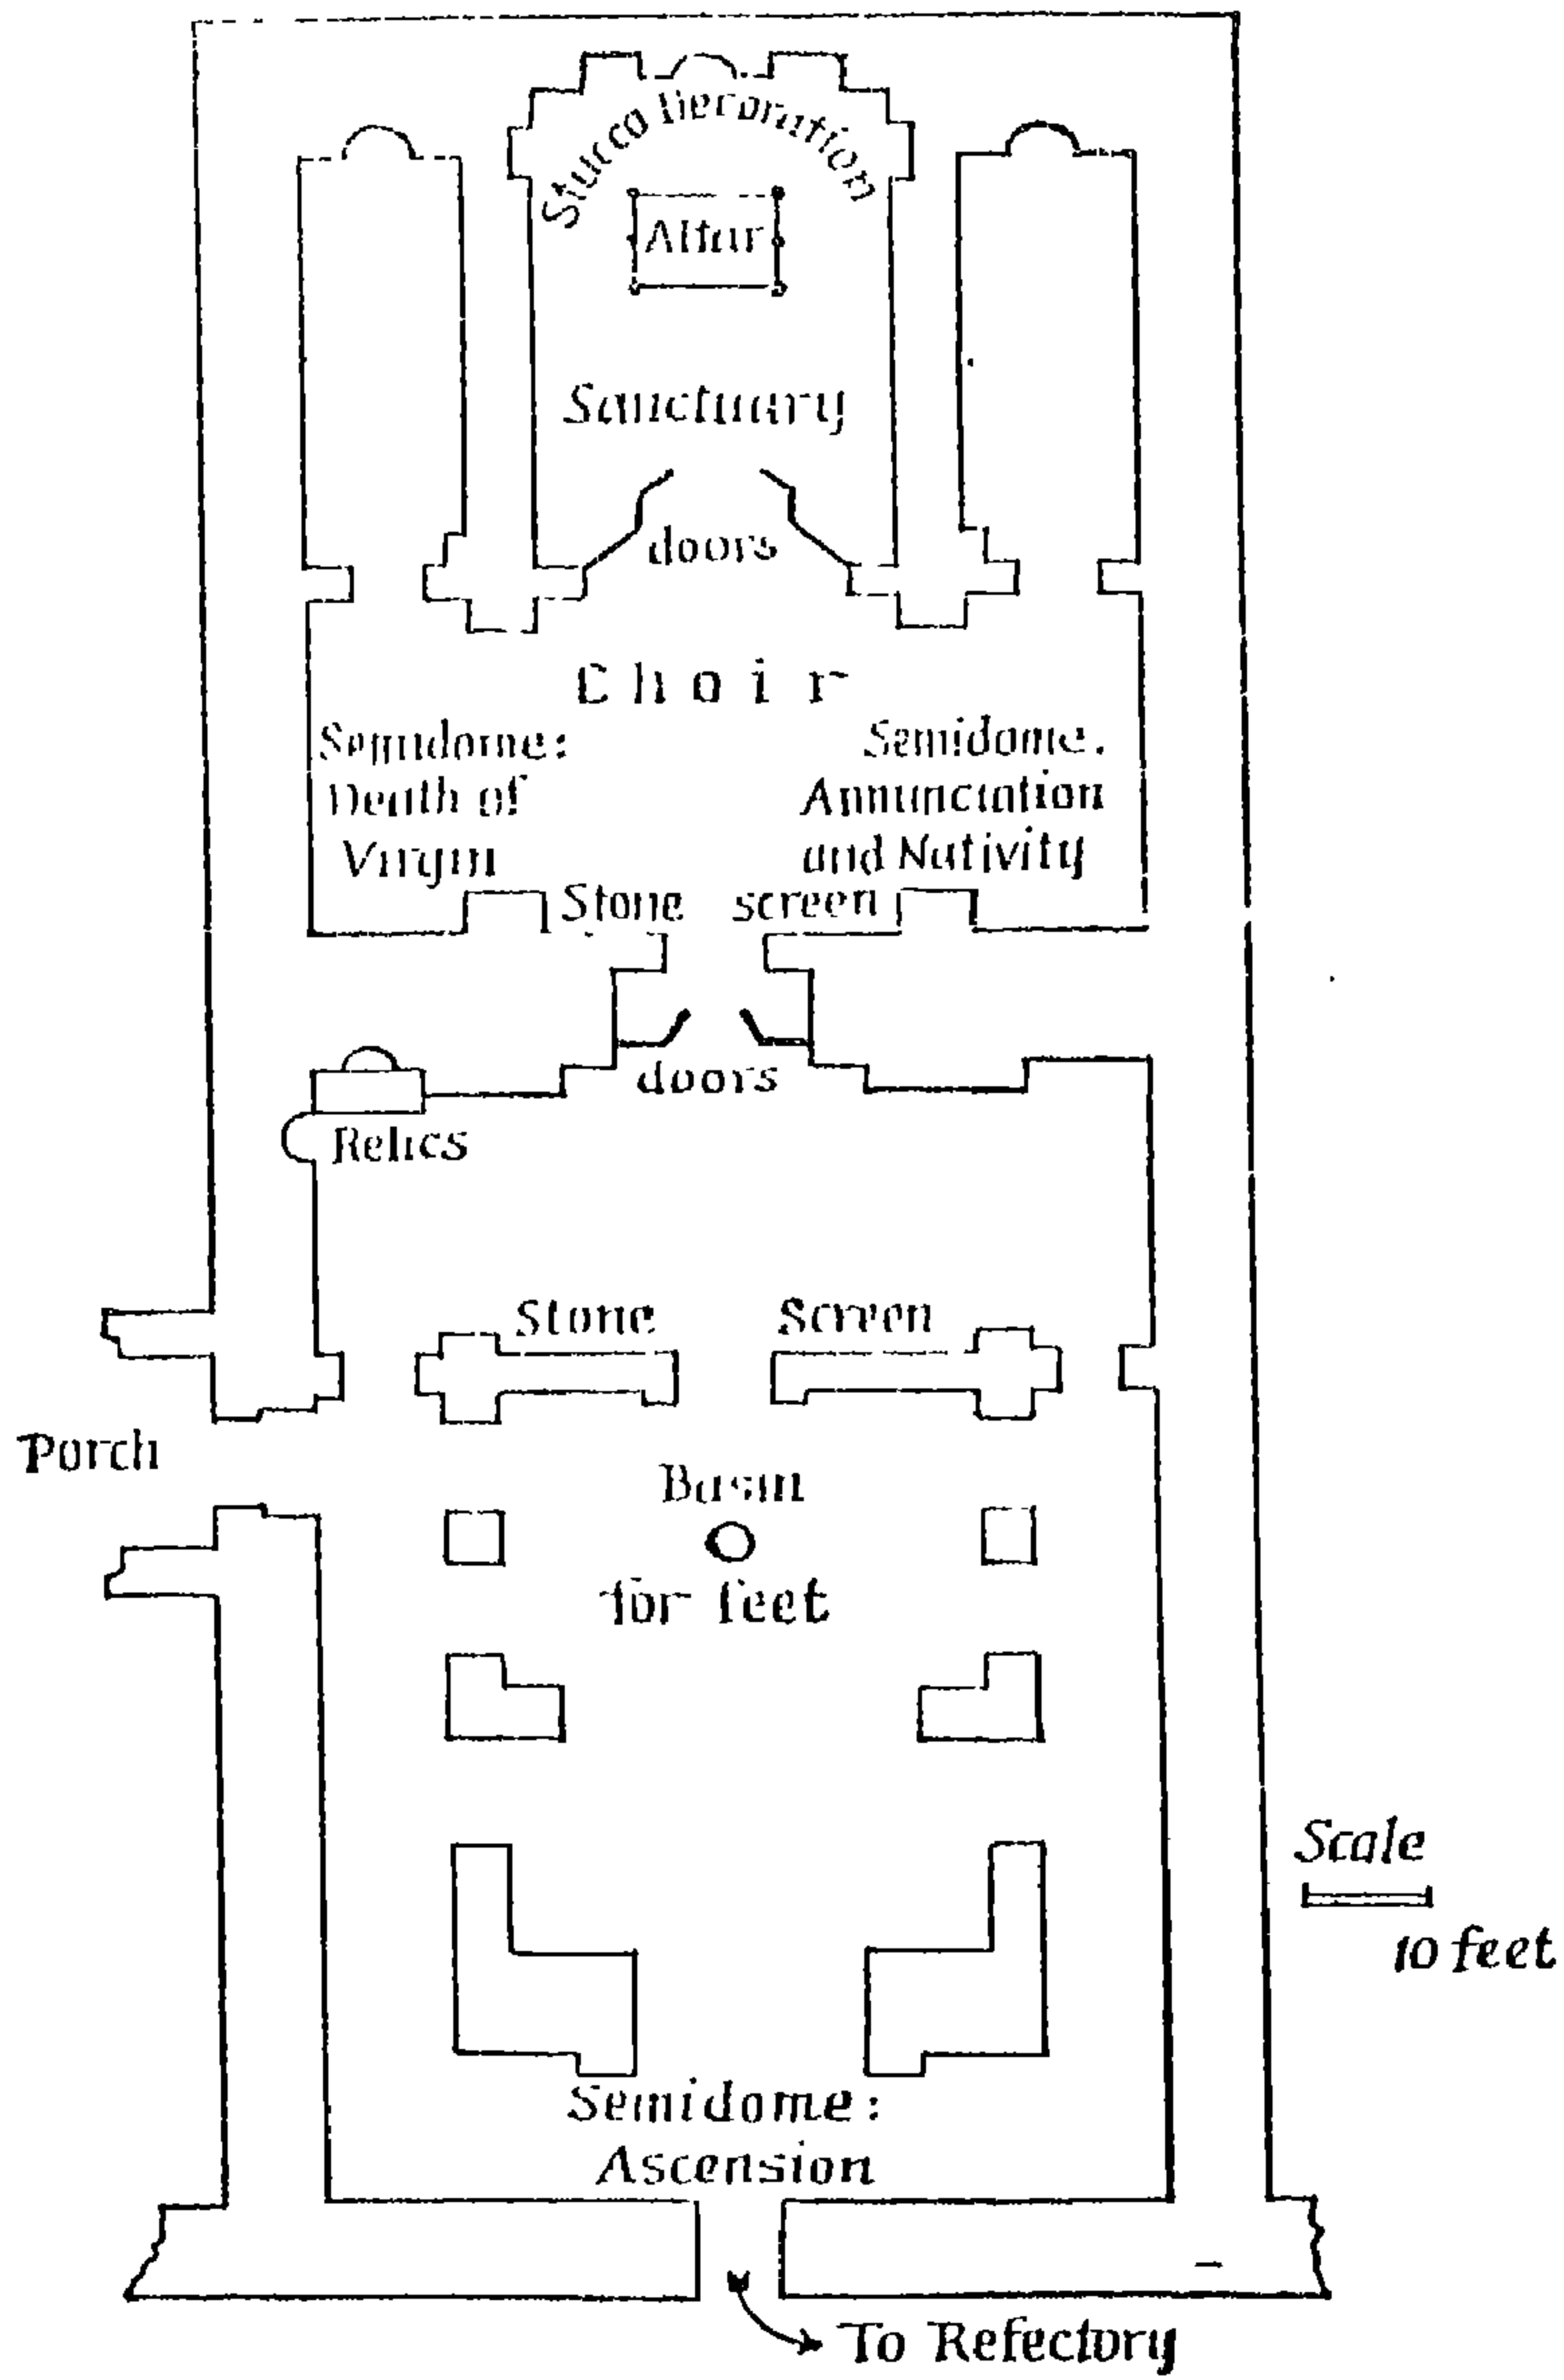 Stucco Decoration
Altar
Sanctuary
doors
Choir
Semidome:
Death of
Virgin
Semidome.
Annunciation
and Nativity
Stone screen
doors
Relics
Stone Screen
Porch
Basin
for feet
Scale
10 feet
Semidome:
Ascension
To Refectory